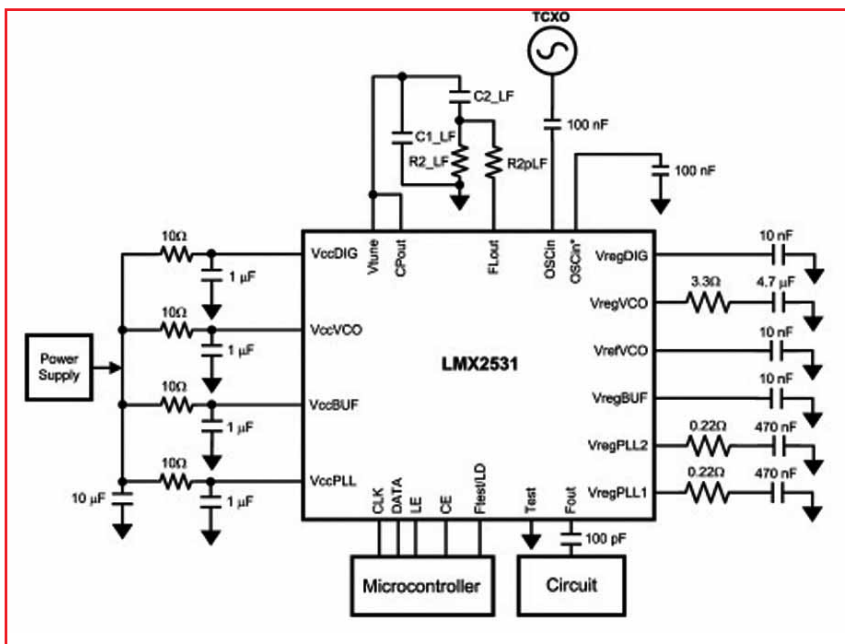 TCXO
C2_LF
100 nF
C1_LF
R2_LF
R2pLF
100 nF
10Ω
VccDIG
Vtune
CPout
FLout
OSCin
OSCin*
VregDIG
10 nF
1 µF
3.3Ω
4.7 µF
VregVCO
10Ω
VccVCO
1 µF
LMX2531
VrefVCO
10 nF
Power
Supply
10Ω
VccBUF
1 µF
VregBUF
10 nF
0.22Ω
470 nF
VregPLL2
10Ω
VccPLL
0.22Ω
470 nF
VregPLL1
10 µF
1 µF
CLK
DATA
LE
CE
Ftest/LD
Test
Fout
100 pF
Microcontroller
Circuit